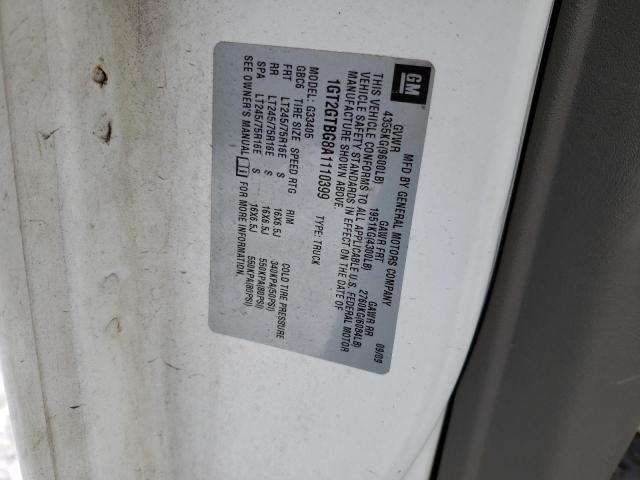 GM
MFD BY GENERAL MOTORS COMPANY
09/09
GVWR GAWR FRT GAWR RR
4355KG(9600LB) 1951KG(4300LB) 2760KG(6084LB)
THIS VEHICLE CONFORMS TO ALL APPLICABLE U.S. FEDERAL MOTOR
VEHICLE SAFETY STANDARDS IN EFFECT ON THE DATE OF
MANUFACTURE SHOWN ABOVE.
1GT2GTBG8A1110399 TYPE: TRUCK
MODEL: G33405
GBC6 TIRE SIZE SPEED RTG RIM COLD TIRE PRESSURE
FRT LT245/75R16E S 16X6.5J 340KPA(50PSI)
RR LT245/75R16E S 16X6.5J 550KPA(80PSI)
SPA LT245/75R16E S 16X6.5J 550KPA(80PSI)
SEE OWNER'S MANUAL